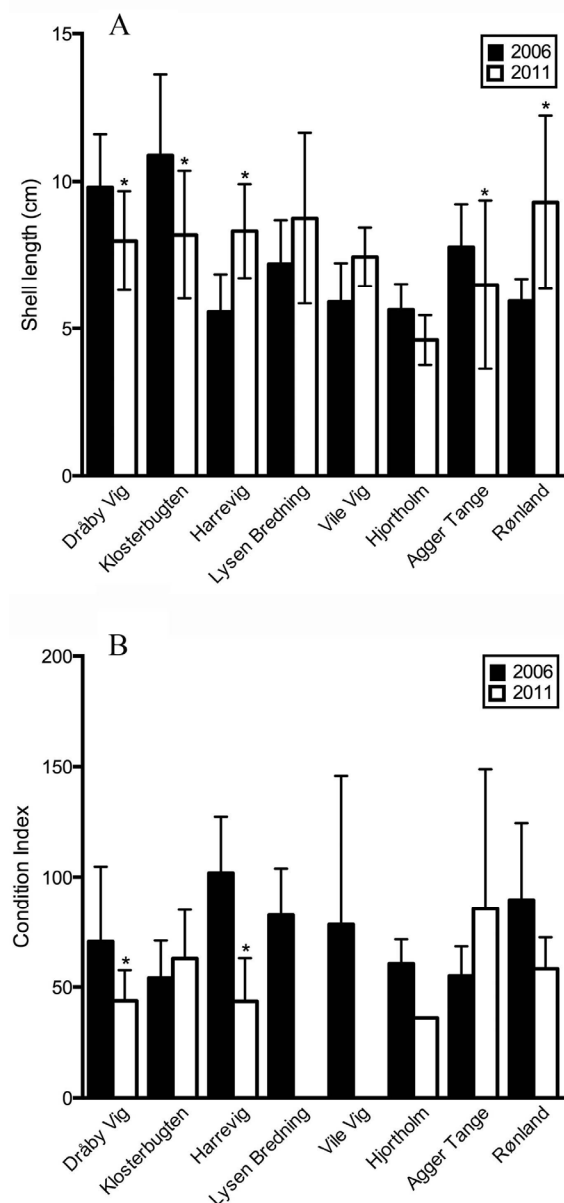 A
15
10
5
0
Shell length (cm)
2006
2011
*
*
*
*
*
Dråby Vig
Klosterbugten
Harrevig
Lysen Bredning
Vile Vig
Hjortholm
Agger Tange
Rønland
B
200
150
100
50
0
Condition Index
2006
2011
*
*
Dråby Vig
Klosterbugten
Harrevig
Lysen Bredning
Vile Vig
Hjortholm
Agger Tange
Rønland